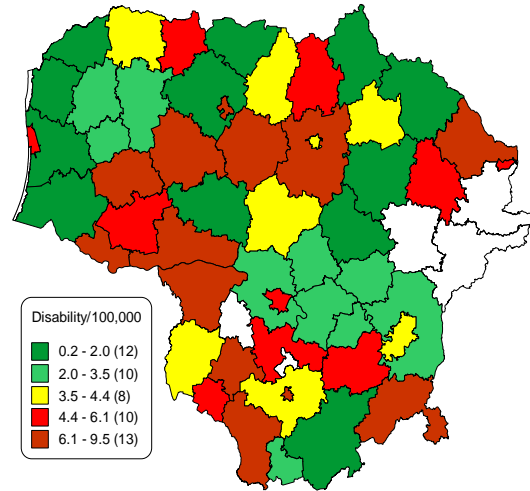 Disability/100,000
0.2 - 2.0 (12)
2.0 - 3.5 (10)
3.5 - 4.4 (8)
4.4 - 6.1 (10)
6.1 - 9.5 (13)